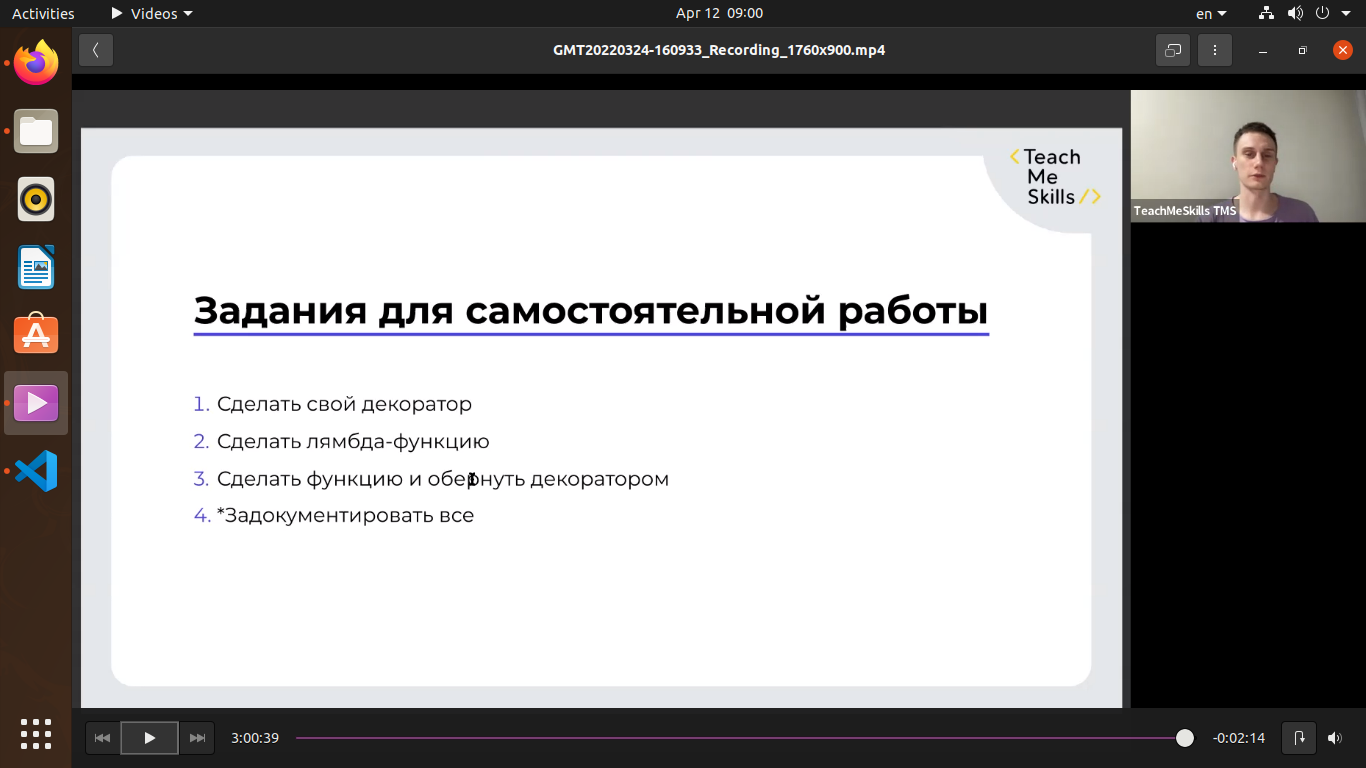 Activities
Videos
Apr 12 09:00
en
GMT20220324-160933_Recording_1760x900.mp4
<Teach
Me
Skills/>
TeachMeSkills TMS
Задания для самостоятельной работы
1. Сделать свой декоратор
2. Сделать лямбда-функцию
3. Сделать функцию и обернуть декоратором
4. *Задокументировать все
3:00:39
-0:02:14